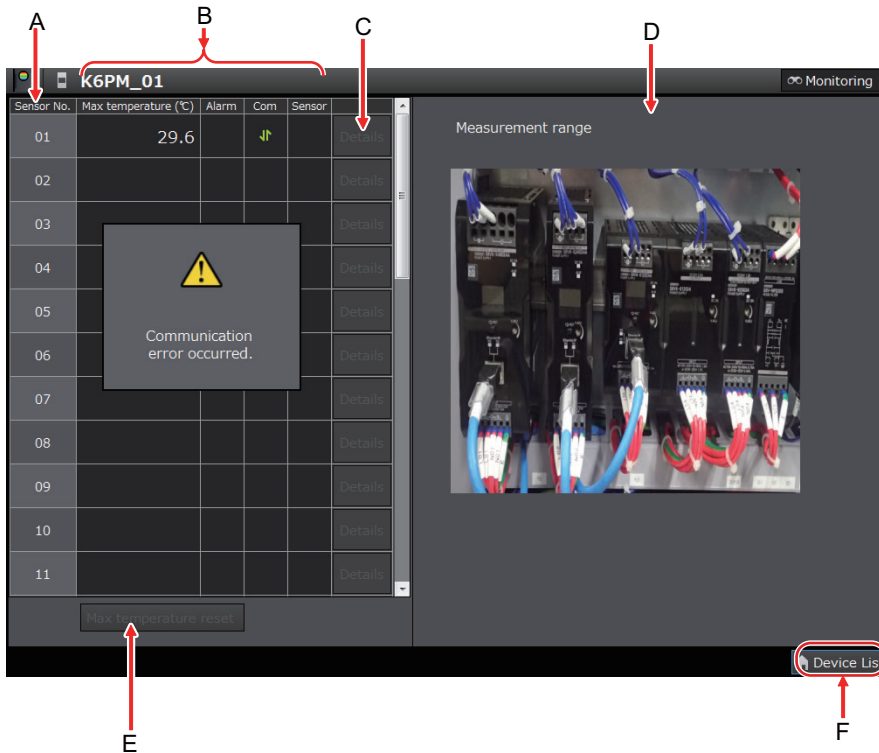 A
B
C
D
K6PM_01
Monitoring
Sensor No. Max temperature (℃) Alarm Com Sensor
01 29.6 Details
02 Details
03 Details
04 Details
05 Details
06 Details
07 Details
08 Details
09 Details
10 Details
11 Details
Communication
error occurred.
Max temperature reset
Measurement range
Device Lis
E
F